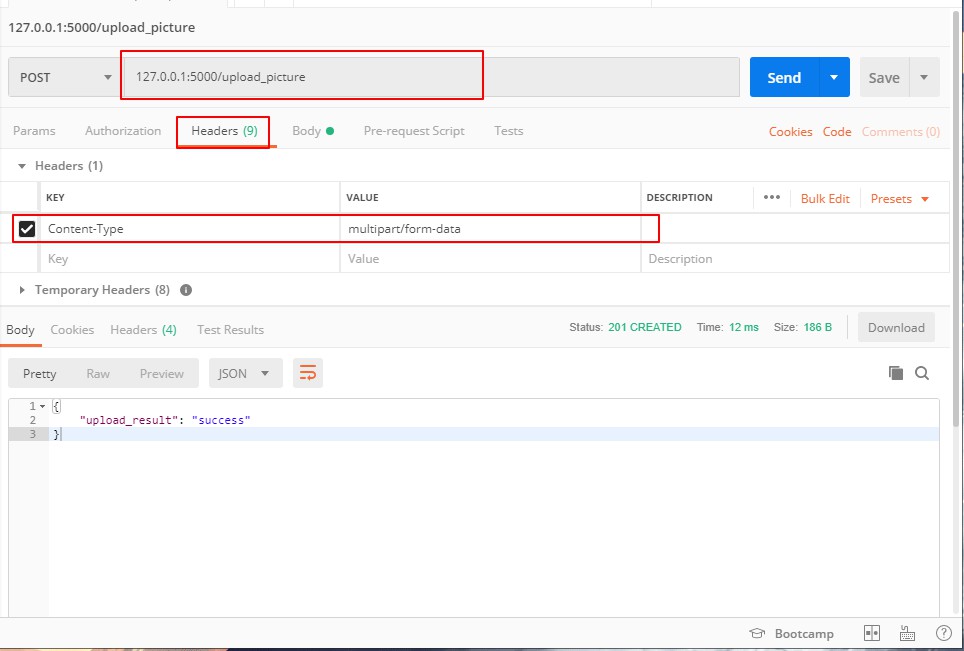 127.0.0.1:5000/upload_picture
POST 127.0.0.1:5000/upload_picture Send Save
Params Authorization Headers (9) Body Pre-request Script Tests Cookies Code Comments (0)
Headers (1)
KEY VALUE DESCRIPTION ••• Bulk Edit Presets
Content-Type multipart/form-data
Key Value Description
Temporary Headers (8)
Body Cookies Headers (4) Test Results Status: 201 CREATED Time: 12 ms Size: 186 B Download
Pretty Raw Preview JSON
1 {
2 "upload_result": "success"
3 }
Bootcamp